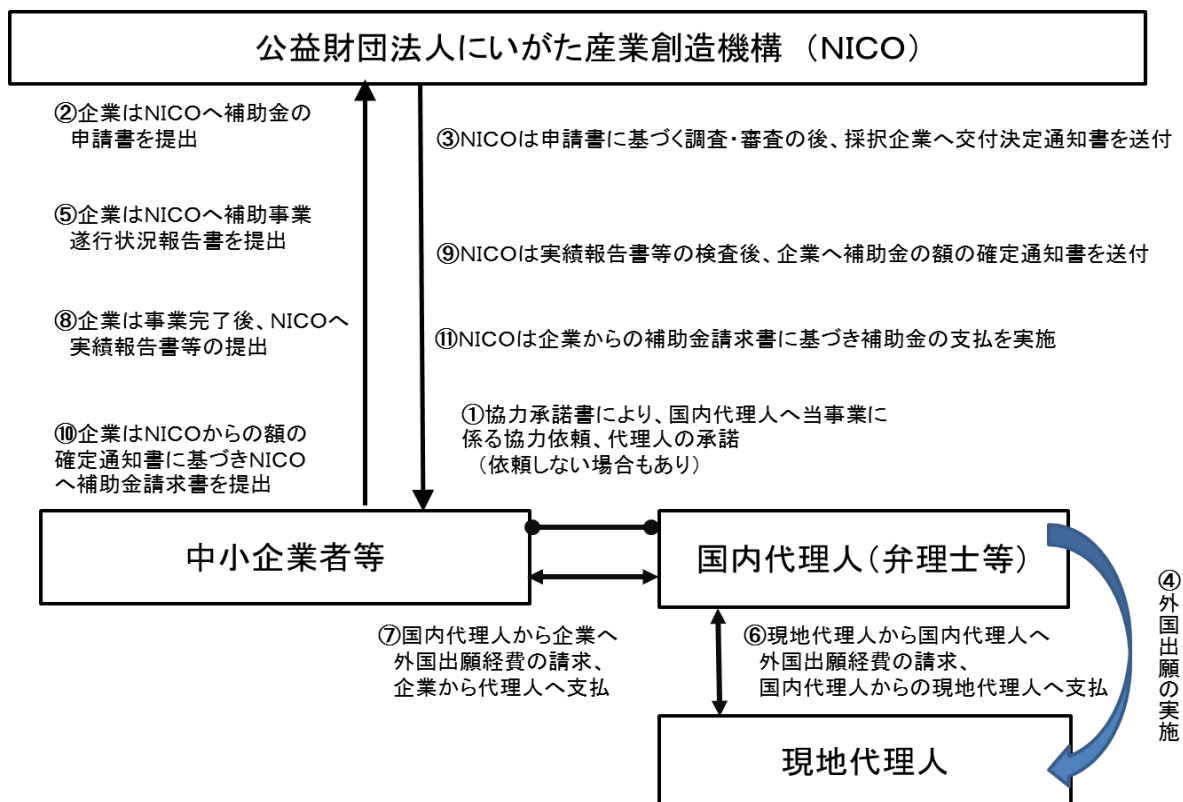 公益財団法人にいがた産業創造機構 （NICO）
②企業はNICOへ補助金の
申請書を提出
③NICOは申請書に基づく調査・審査の後、採択企業へ交付決定通知書を送付
⑤企業はNICOへ補助事業
遂行状況報告書を提出
⑨NICOは実績報告書等の検査後、企業へ補助金の額の確定通知書を送付
⑧企業は事業完了後、NICOへ
実績報告書等の提出
⑪NICOは企業からの補助金請求書に基づき補助金の支払を実施
①協力承諾書により、国内代理人へ当事業に
係る協力依頼、代理人の承諾
（依頼しない場合もあり）
⑩企業はNICOからの額の
確定通知書に基づきNICO
へ補助金請求書を提出
中小企業者等
国内代理人（弁理士等）
④外国出願の実施
⑦国内代理人から企業へ
外国出願経費の請求、
企業から代理人へ支払
⑥現地代理人から国内代理人へ
外国出願経費の請求、
国内代理人からの現地代理人へ支払
現地代理人